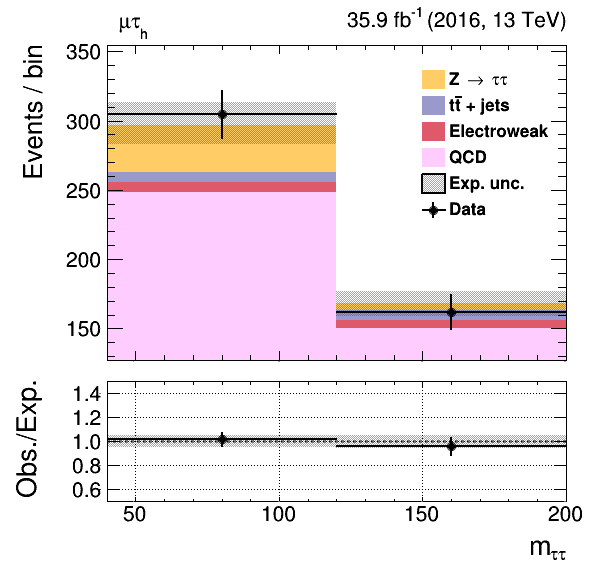 μτh 35.9 fb⁻¹ (2016, 13 TeV)
Events / bin
350
300
250
200
150
Z → ττ
tt̄ + jets
Electroweak
QCD
Exp. unc.
Data
Obs./Exp.
1.4
1.2
1.0
0.8
0.6
50 100 150 200
mττ